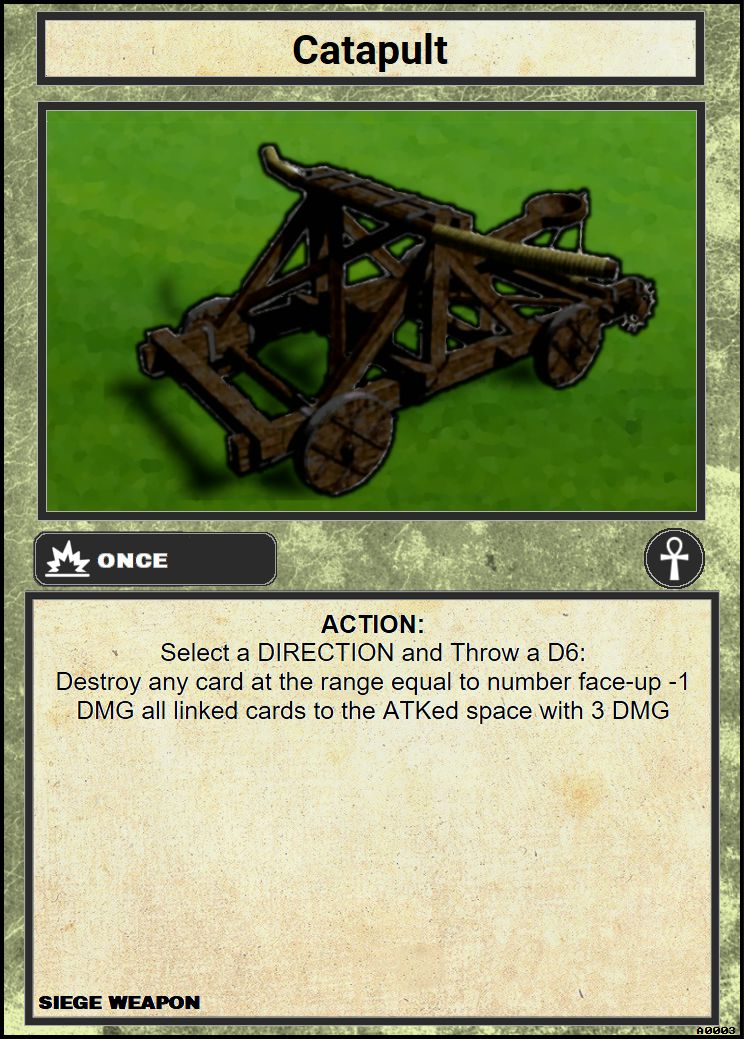 Catapult
ONCE
ACTION:
Select a DIRECTION and Throw a D6:
Destroy any card at the range equal to number face-up -1
DMG all linked cards to the ATKed space with 3 DMG
SIEGE WEAPON
A0003